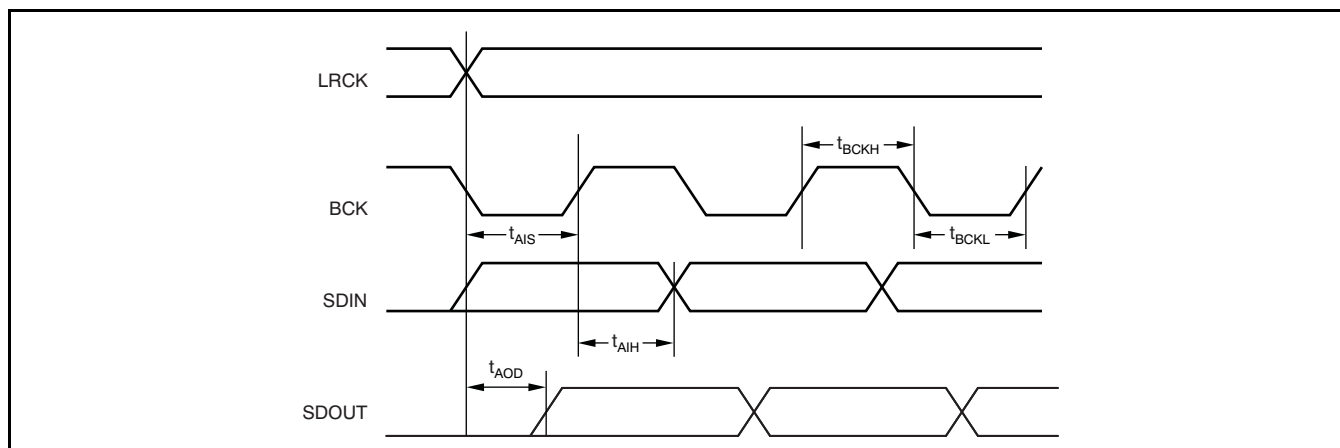 LRCK
tBCKH
BCK
tAIS
tBCKL
SDIN
tAIH
tAOD
SDOUT